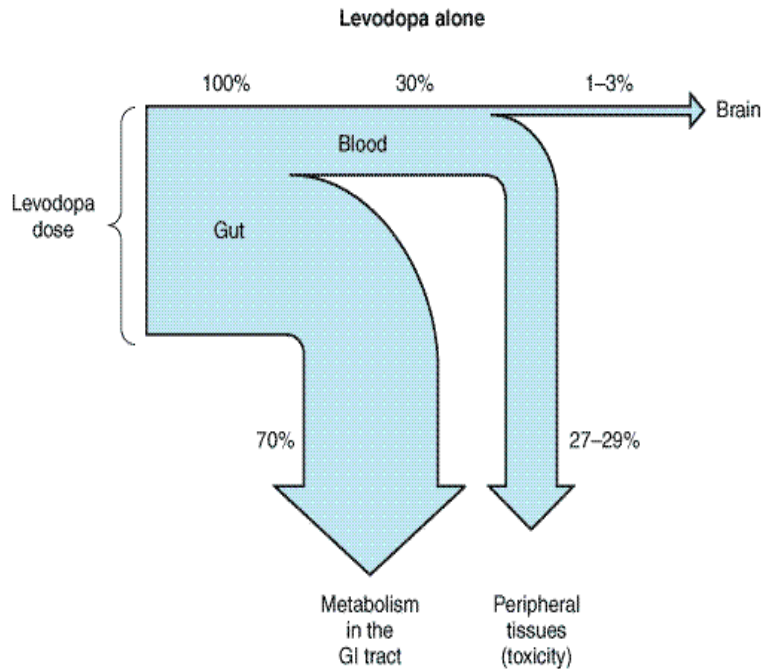 Levodopa alone
100%
30%
1–3%
Brain
Blood
Levodopa
dose
Gut
70%
27–29%
Metabolism
in the
GI tract
Peripheral
tissues
(toxicity)